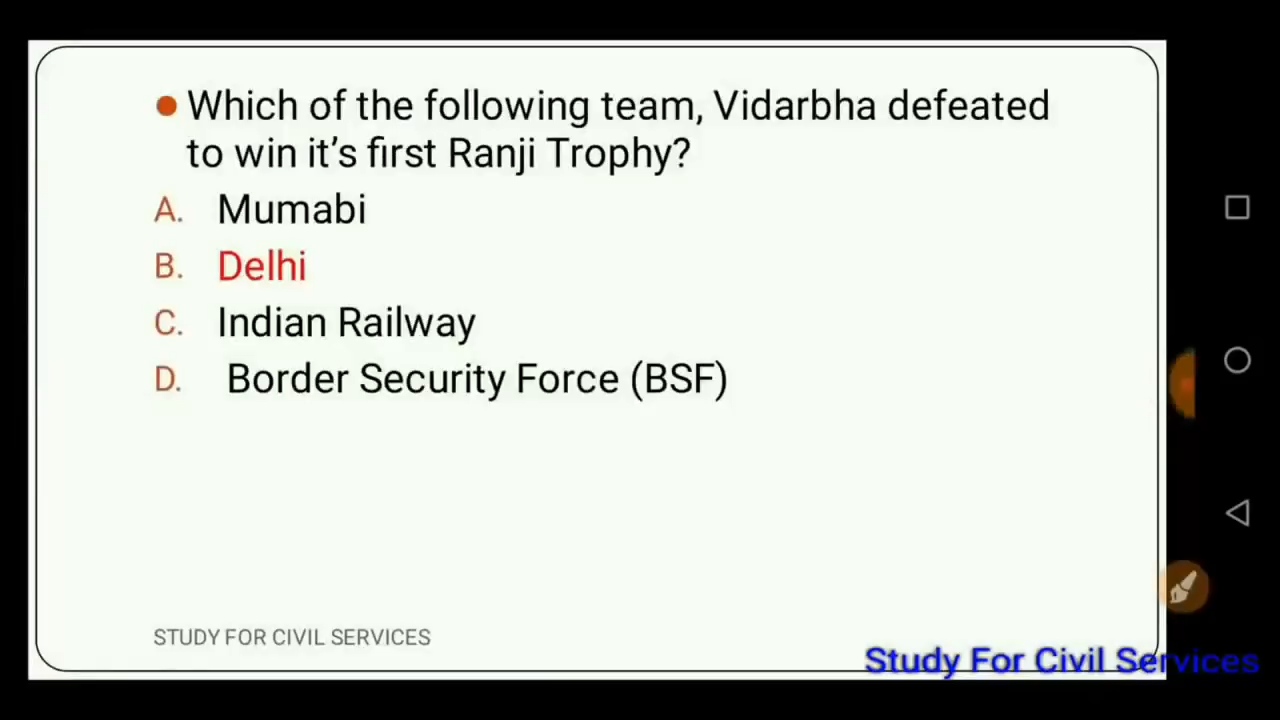 Which of the following team, Vidarbha defeated
to win it's first Ranji Trophy?
A. Mumabi
B. Delhi
C. Indian Railway
D. Border Security Force (BSF)
STUDY FOR CIVIL SERVICES
Study For Civil Services